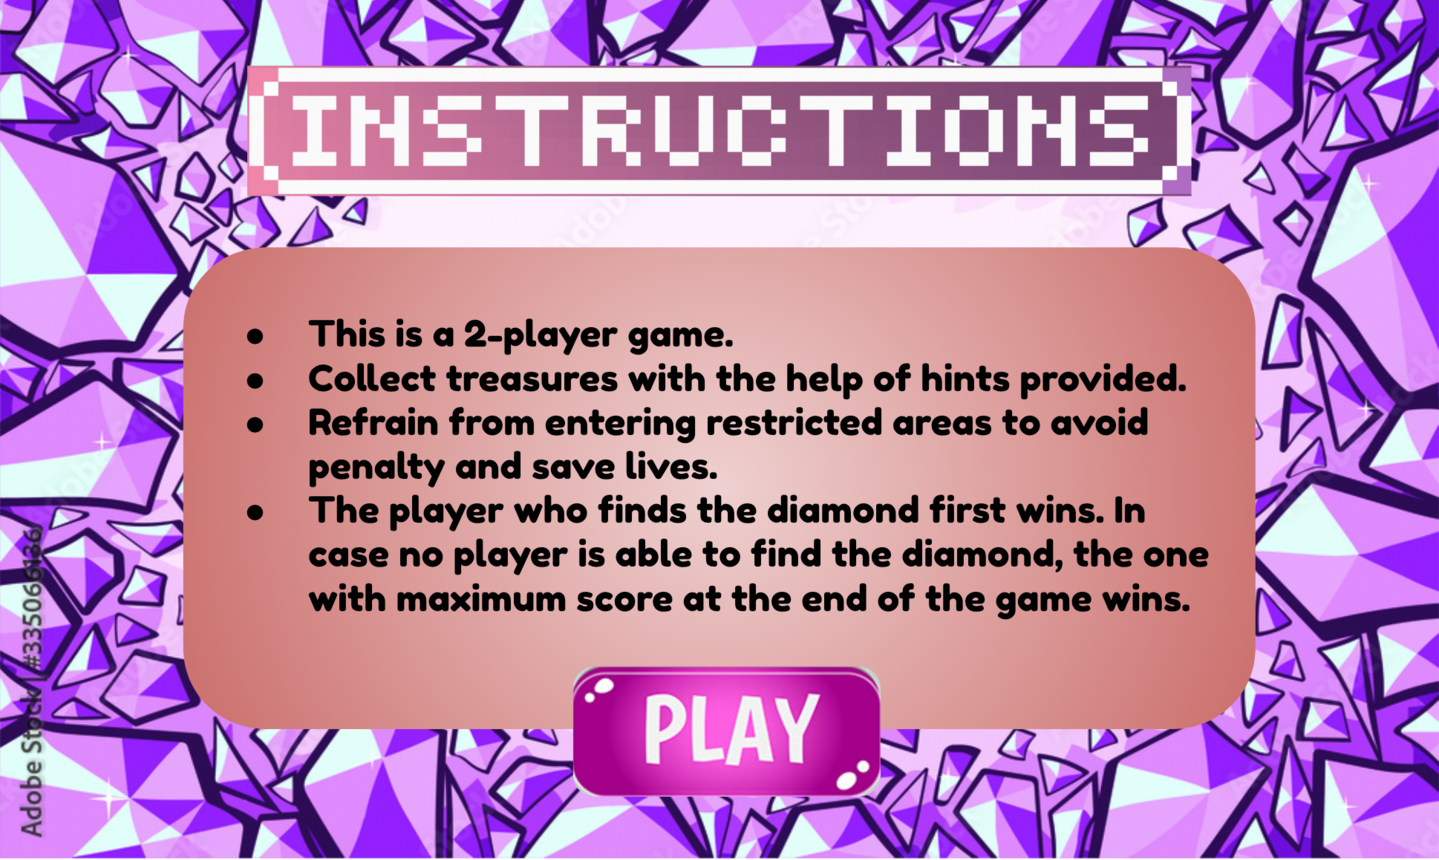 INSTRUCTIONS
● This is a 2-player game.
● Collect treasures with the help of hints provided.
● Refrain from entering restricted areas to avoid
penalty and save lives.
● The player who finds the diamond first wins. In
case no player is able to find the diamond, the one
with maximum score at the end of the game wins.
PLAY
Adobe Stock | #335066136